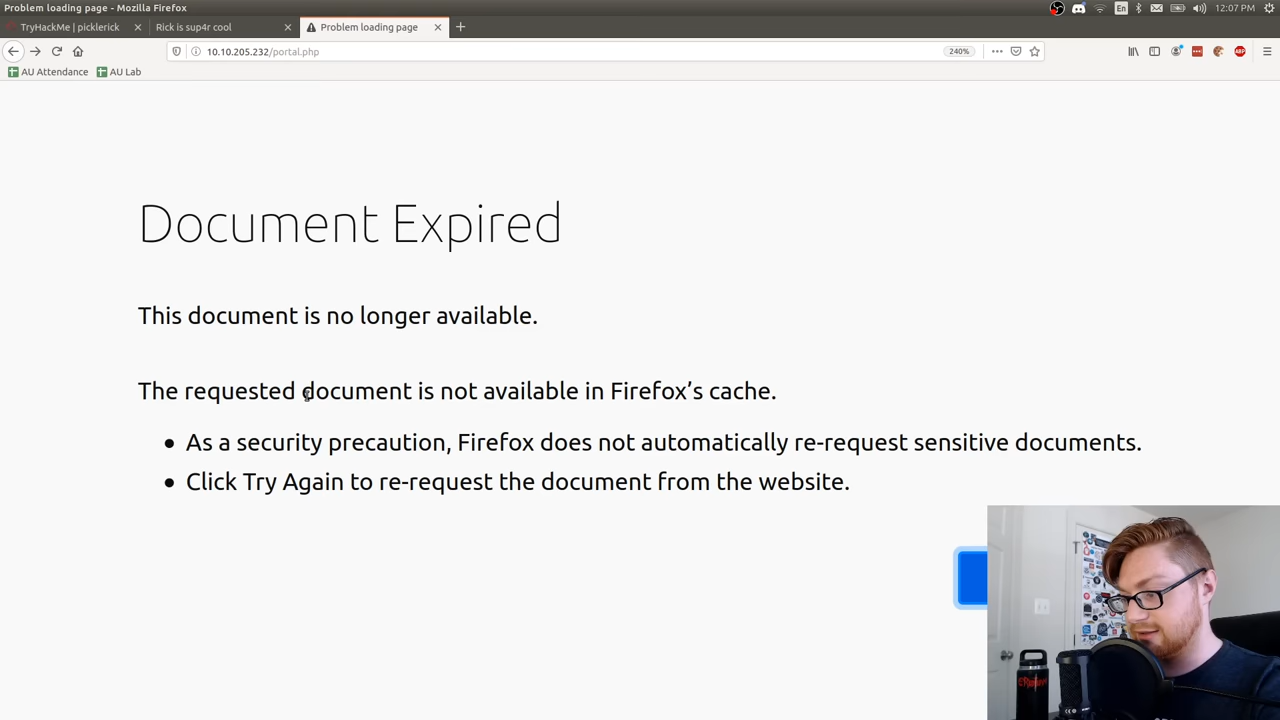 Problem loading page - Mozilla Firefox
En
12:07 PM
TryHackMe | picklerick
Rick is sup4r cool
Problem loading page
10.10.205.232/portal.php
240%
ABP
AU Attendance
AU Lab
Document Expired
This document is no longer available.
The requested document is not available in Firefox’s cache.
As a security precaution, Firefox does not automatically re-request sensitive documents.
Click Try Again to re-request the document from the website.